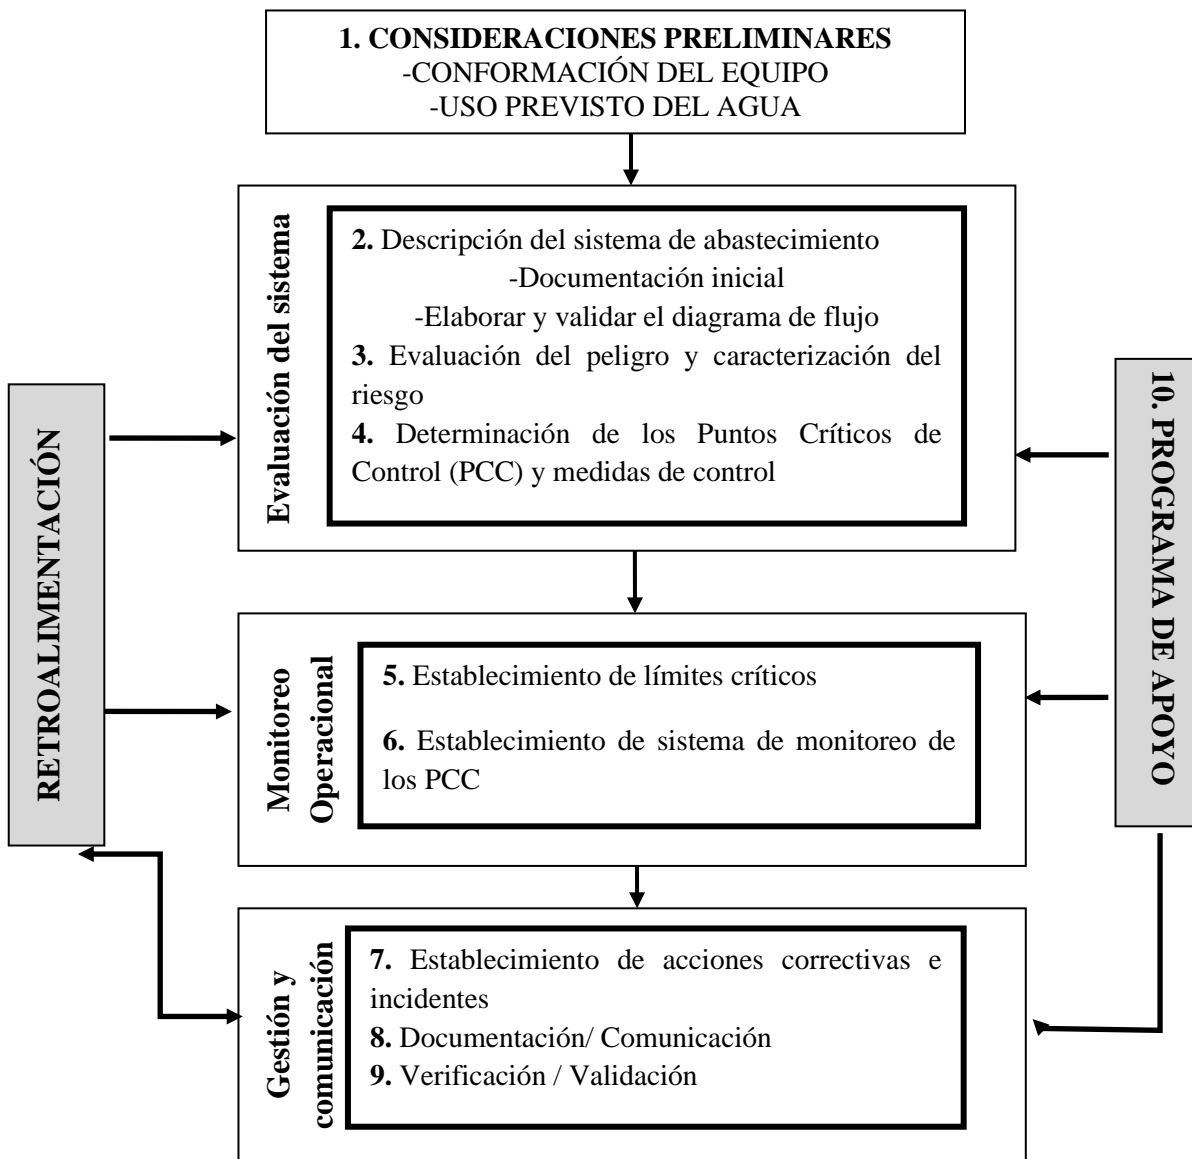 1. CONSIDERACIONES PRELIMINARES
-CONFORMACIÓN DEL EQUIPO
-USO PREVISTO DEL AGUA
Evaluación del sistema
2. Descripción del sistema de abastecimiento
-Documentación inicial
-Elaborar y validar el diagrama de flujo
3. Evaluación del peligro y caracterización del
riesgo
4. Determinación de los Puntos Críticos de
Control (PCC) y medidas de control
RETROALIMENTACIÓN
10. PROGRAMA DE APOYO
Monitoreo
Operacional
5. Establecimiento de límites críticos
6. Establecimiento de sistema de monitoreo de
los PCC
Gestión y
comunicación
7. Establecimiento de acciones correctivas e
incidentes
8. Documentación/ Comunicación
9. Verificación / Validación